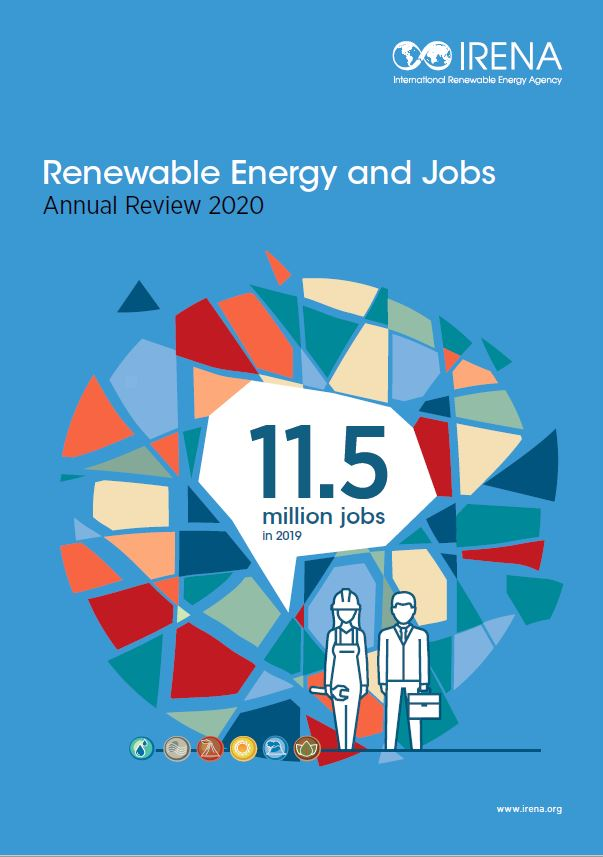 IRENA
International Renewable Energy Agency
Renewable Energy and Jobs
Annual Review 2020
11.5
million jobs
in 2019
www.irena.org